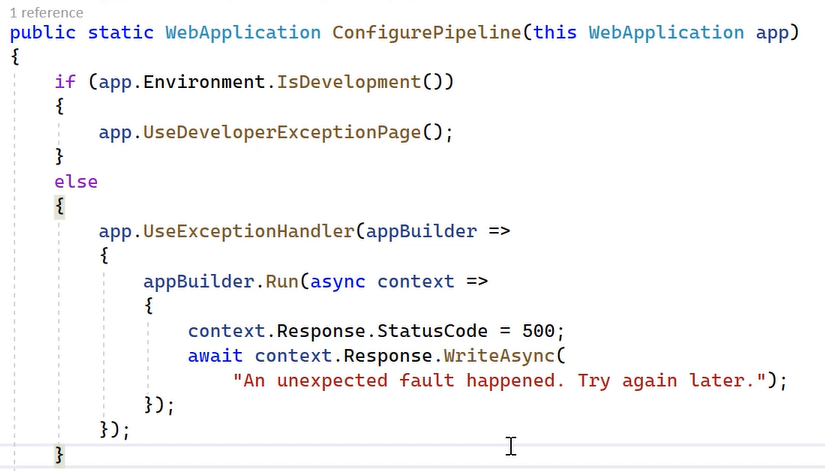 1 reference
public static WebApplication ConfigurePipeline(this WebApplication app)
{
    if (app.Environment.IsDevelopment())
    {
        app.UseDeveloperExceptionPage();
    }
    else
    {
        app.UseExceptionHandler(appBuilder =>
        {
            appBuilder.Run(async context =>
            {
                context.Response.StatusCode = 500;
                await context.Response.WriteAsync(
                    "An unexpected fault happened. Try again later.");
            });
        });
    }